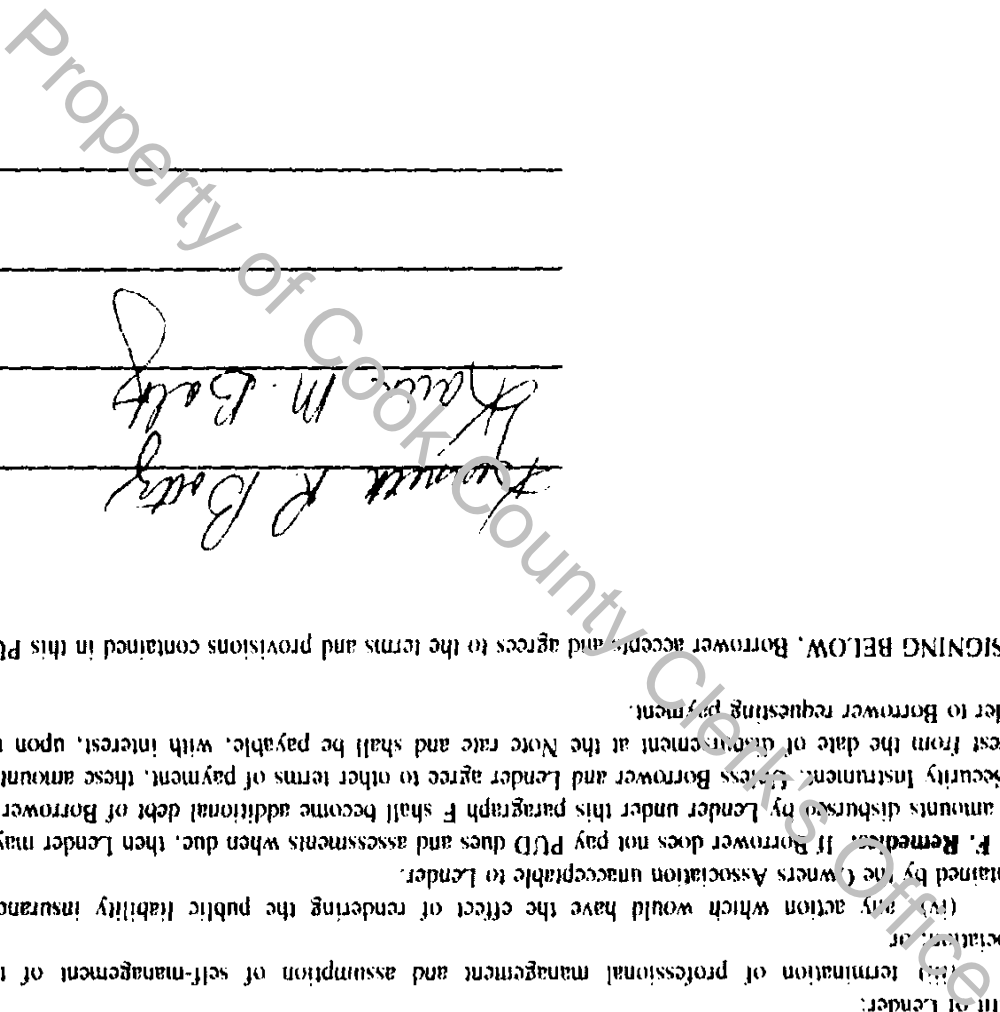 fit of Lender;
(iii) termination of professional management and assumption of self-management of t
ociation; or
(iv) any action which would have the effect of rendering the public liability insuranc
ntained by the Owners Association unacceptable to Lender.
F. Remedies. If Borrower does not pay PUD dues and assessments when due, then Lender may
amounts disbursed by Lender under this paragraph F shall become additional debt of Borrower
Security Instrument. Unless Borrower and Lender agree to other terms of payment, these amount
est from the date of disbursement at the Note rate and shall be payable, with interest, upon
der to Borrower requesting payment.
SIGNING BELOW, Borrower accepts and agrees to the terms and provisions contained in this PU
Kenneth R
Karen M.
Property of Cook County Clerk's Office